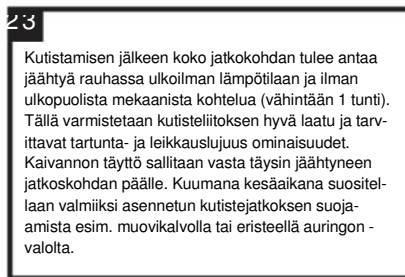 23
Kutistamisen jälkeen koko jatkokohdan tulee antaa
jäähtyä rauhassa ulkoilman lämpötilaan ja ilman
ulkopuolista mekaanista kohtelua (vähintään 1 tunti).
Tällä varmistetaan kutisteliitoksen hyvä laatu ja tarv-
ittavat tartunta- ja leikkauslujuus ominaisuudet.
Kaivannon täyttö sallitaan vasta täysin jäähtyneen
jatkoskohdan päälle. Kuumana kesäaikana suositel-
laan valmiiksi asennetun kutistejatkoksen suoja-
amista esim. muovikalvolla tai eristeellä auringon -
valolta.